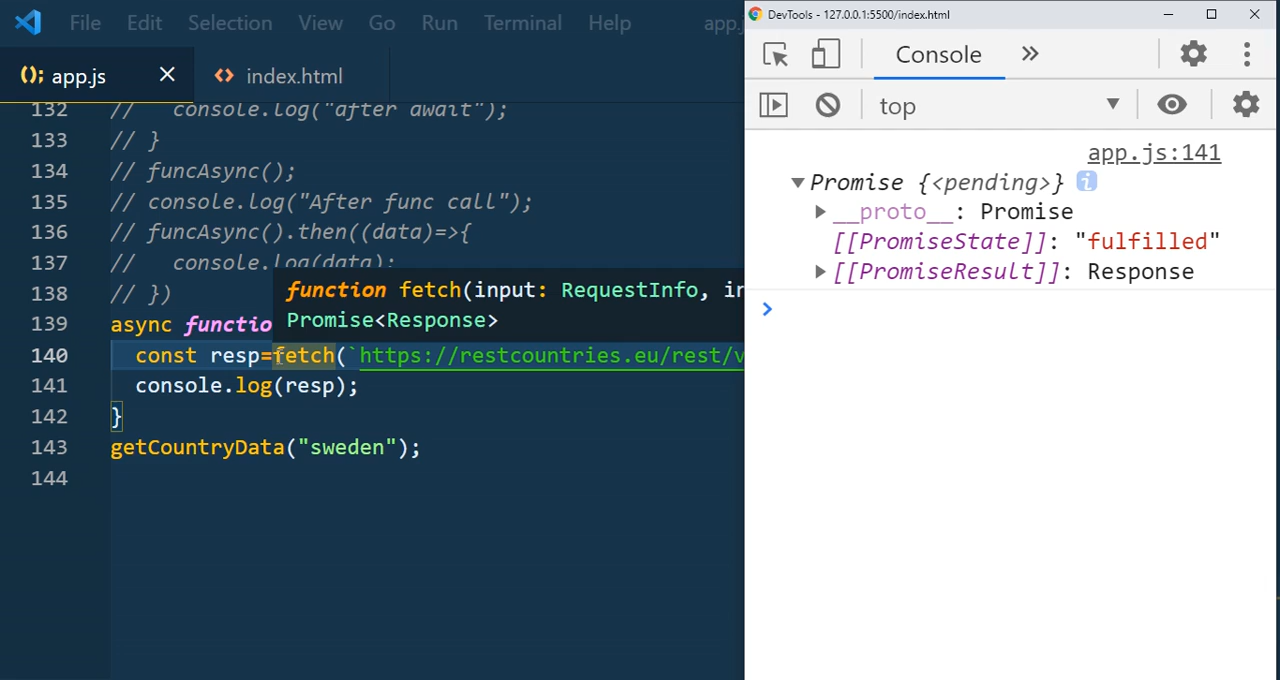 File Edit Selection View Go Run Terminal Help app.j
app.js index.html
132 //   console.log("after await");
133 // }
134 // funcAsync();
135 // console.log("After func call");
136 // funcAsync().then((data)=>{
137 //   console.log(data);
138 // })
function fetch(input: RequestInfo, in
Promise<Response>
139 async functio
140   const resp=fetch(`https://restcountries.eu/rest/v
141   console.log(resp);
142 }
143 getCountryData("sweden");
144
DevTools - 127.0.0.1:5500/index.html
Console
top
app.js:141
Promise {<pending>} i
__proto__: Promise
[[PromiseState]]: "fulfilled"
[[PromiseResult]]: Response